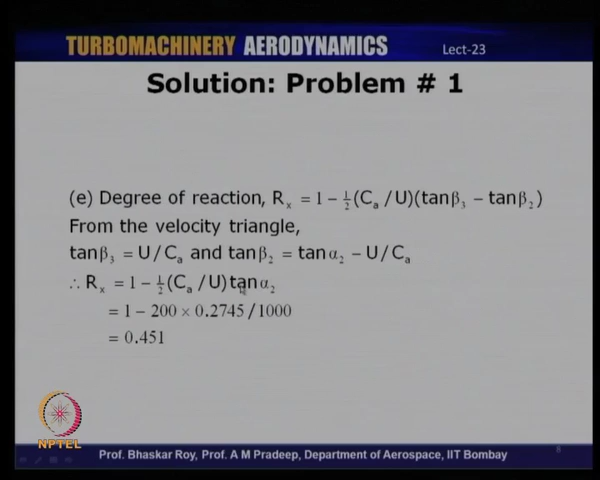 TURBOMACHINERY AERODYNAMICS Lect-23
Solution: Problem # 1
(e) Degree of reaction, Rₓ = 1 − ½(Cₐ/U)(tanβ₃ − tanβ₂)
From the velocity triangle,
tanβ₃ = U/Cₐ and tanβ₂ = tanα₂ − U/Cₐ
∴ Rₓ = 1 − ½(Cₐ/U)tanα₂
= 1 − 200 × 0.2745/1000
= 0.451
NPTEL
Prof. Bhaskar Roy, Prof. A M Pradeep, Department of Aerospace, IIT Bombay 8